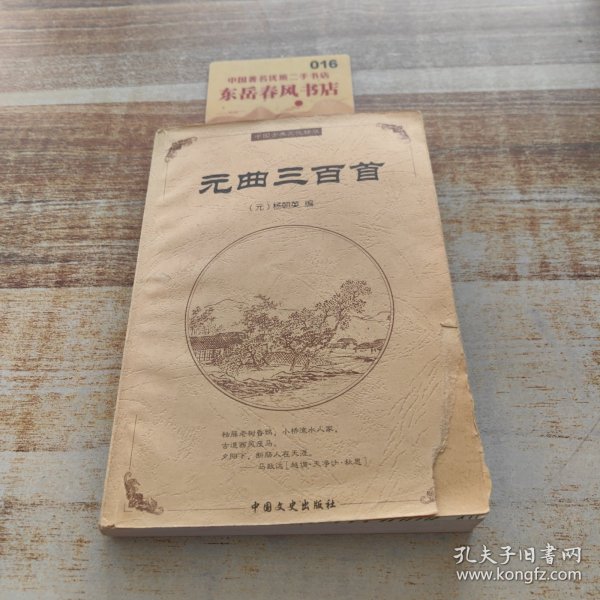 016
中国著名优质二手书店
东岳春风书店
中国古典文化精华
元曲三百首
（元）杨朝英 编
枯藤老树昏鸦，小桥流水人家，
古道西风瘦马。
夕阳下，断肠人在天涯。
——马致远［越调·天净沙·秋思］
中国文史出版社
孔夫子旧书网
www.kongfz.com